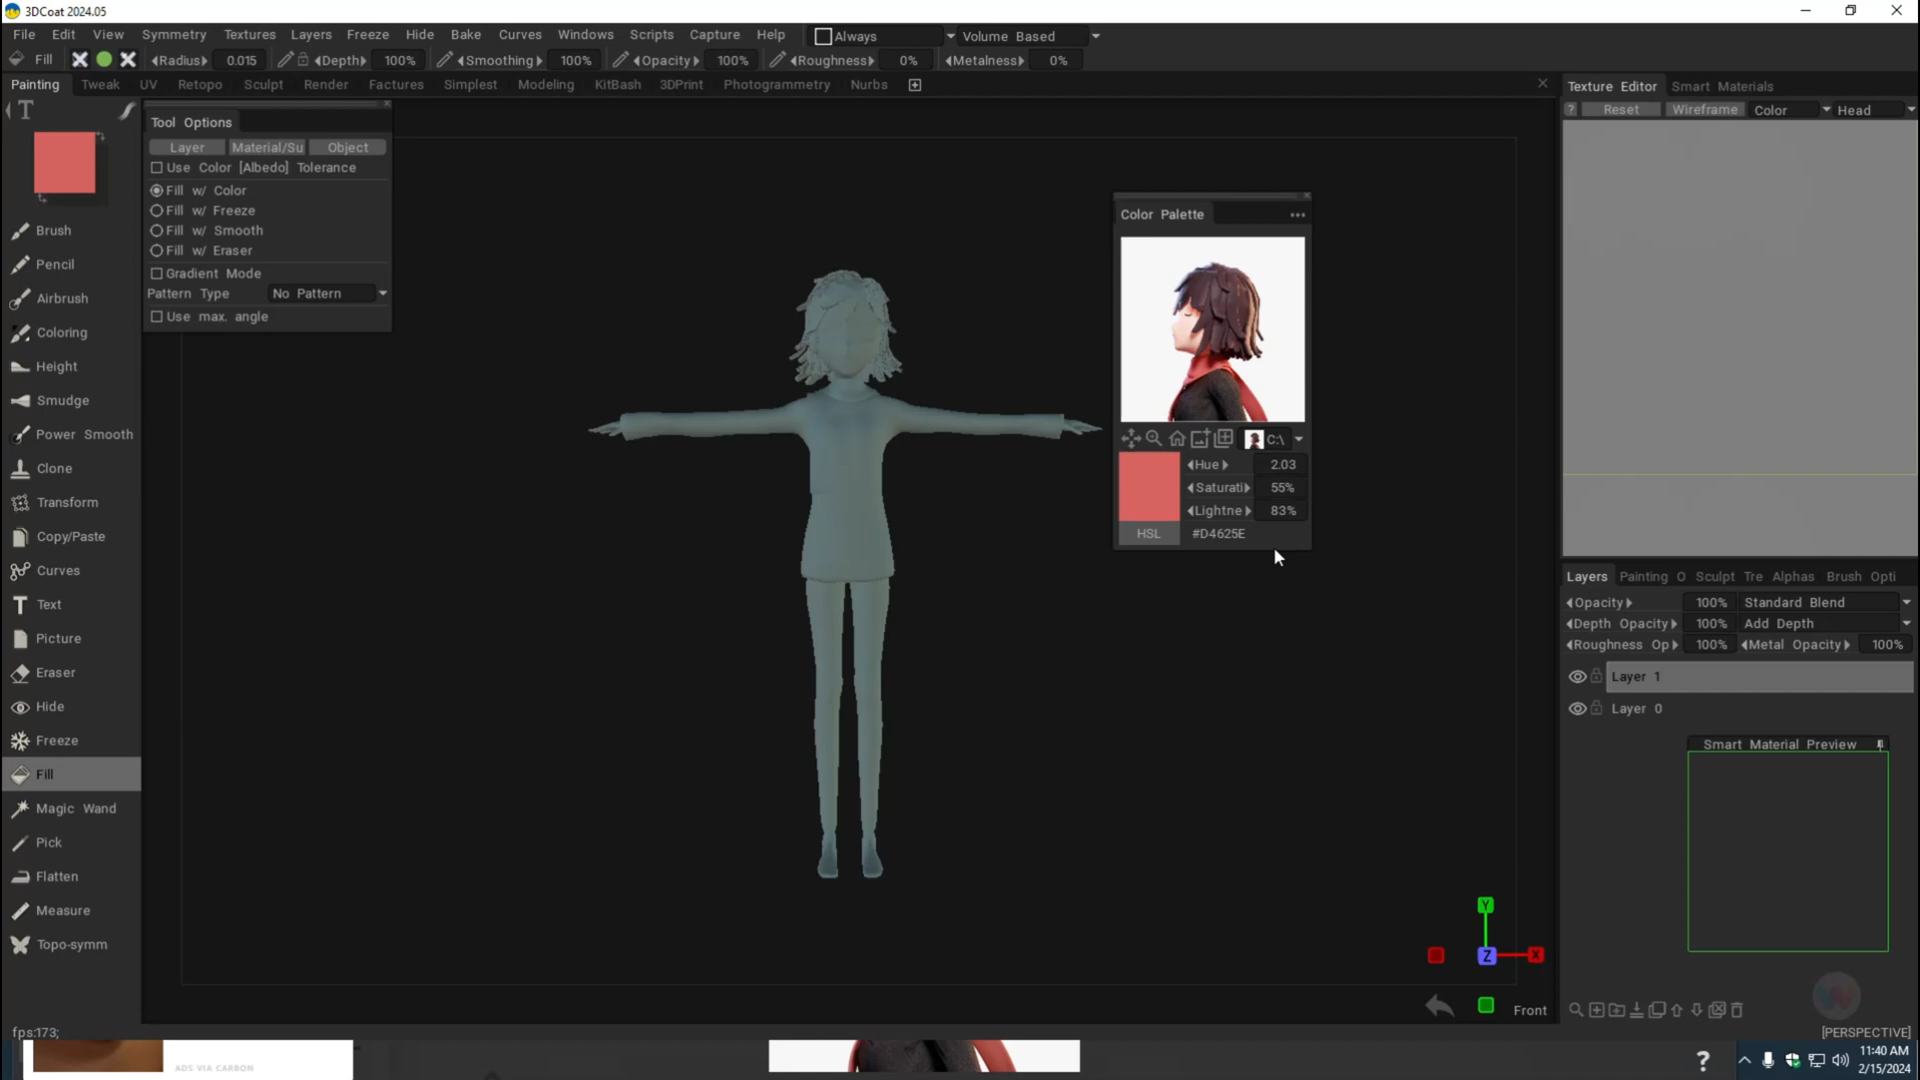 3DCoat 2024.05
File Edit View Symmetry Textures Layers Freeze Hide Bake Curves Windows Scripts Capture Help Always Volume Based
Fill Radius 0.015 Depth 100% Smoothing 100% Opacity 100% Roughness 0% Metalness 0%
Painting Tweak UV Retopo Sculpt Render Factures Simplest Modeling KitBash 3DPrint Photogrammetry Nurbs
Texture Editor Smart Materials
? Reset Wireframe Color Head
T
Tool Options
Layer Material/Su Object
Use Color [Albedo] Tolerance
Fill w/ Color
Fill w/ Freeze
Fill w/ Smooth
Fill w/ Eraser
Gradient Mode
Pattern Type No Pattern
Use max. angle
Brush
Pencil
Airbrush
Coloring
Height
Smudge
Power Smooth
Clone
Transform
Copy/Paste
Curves
Text
Picture
Eraser
Hide
Freeze
Fill
Magic Wand
Pick
Flatten
Measure
Topo-symm
Color Palette
C:\
Hue 2.03
Saturati 55%
Lightne 83%
HSL #D4625E
Layers Painting O Sculpt Tre Alphas Brush Opti
Opacity 100% Standard Blend
Depth Opacity 100% Add Depth
Roughness Op 100% Metal Opacity 100%
Layer 1
Layer 0
Smart Material Preview
Y
Z X
Front
fps:173;
[PERSPECTIVE]
ADS VIA CARBON
?
11:40 AM
2/15/2024